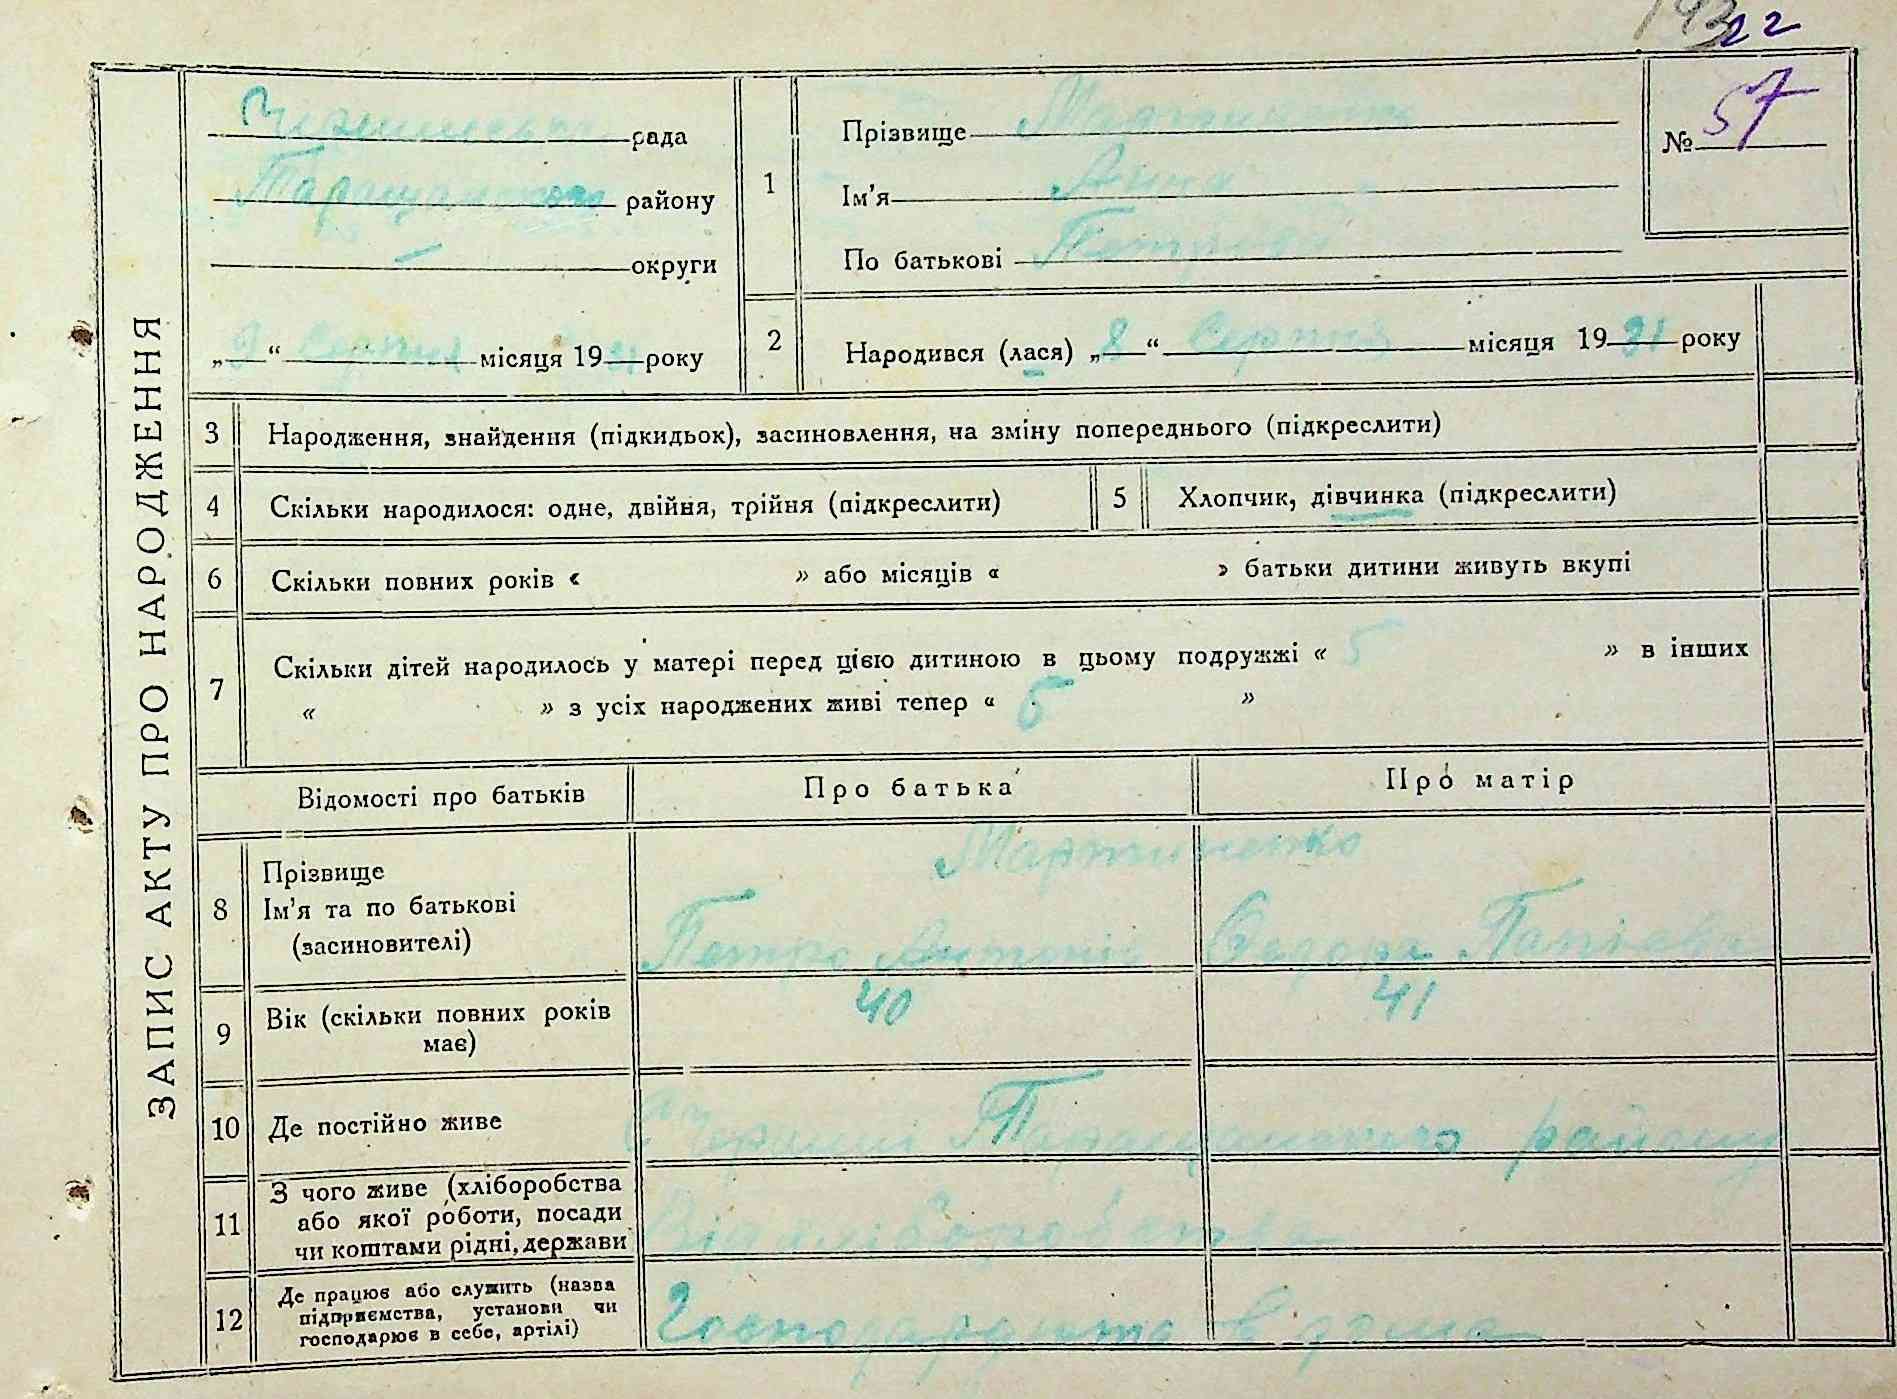 22
ЗАПИС АКТУ ПРО НАРОДЖЕННЯ
рада
Таращанського району
— округи
„9“ Серпня місяця 1931 року
1
Прізвище Мартиненко
Ім’я Анна
По батькові Петрівна
№ 57
2
Народився (лася) „8“ Серпня місяця 1931 року
3 Народження, знайдення (підкидьок), засиновлення, на зміну попереднього (підкреслити)
4 Скільки народилося: одне, двійня, трійня (підкреслити)
5 Хлопчик, дівчинка (підкреслити)
6 Скільки повних років « » або місяців « » батьки дитини живуть вкупі
7 Скільки дітей народилось у матері перед цією дитиною в цьому подружжі « 5 » в інших
« » з усіх народжених живі тепер « 5 »
Відомості про батьків Про батька Про матір
8 Прізвище
Ім’я та по батькові
(засиновителі)
Мартиненко
Петро Антонів Федора
9 Вік (скільки повних років
має)
40 41
10 Де постійно живе
Таращанського району
11 З чого живе (хліборобства
або якої роботи, посади
чи коштами рідні, держави
Від хліборобства
12 Де працює або служить (назва
підприємства, установи чи
господарює в себе, артілі)
в дома